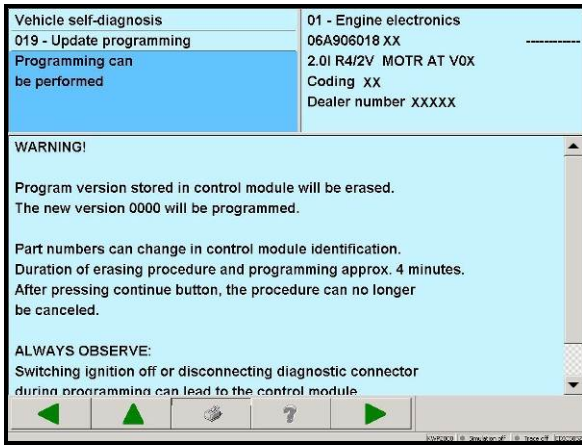 Vehicle self-diagnosis
019 - Update programming
Programming can
be performed
01 - Engine electronics
06A906018 XX ------------
2.0l R4/2V MOTR AT V0X
Coding XX
Dealer number XXXXX
WARNING!
Program version stored in control module will be erased.
The new version 0000 will be programmed.
Part numbers can change in control module identification.
Duration of erasing procedure and programming approx. 4 minutes.
After pressing continue button, the procedure can no longer
be canceled.
ALWAYS OBSERVE:
Switching ignition off or disconnecting diagnostic connector
during programming can lead to the control module
?
Simulation off Trace off